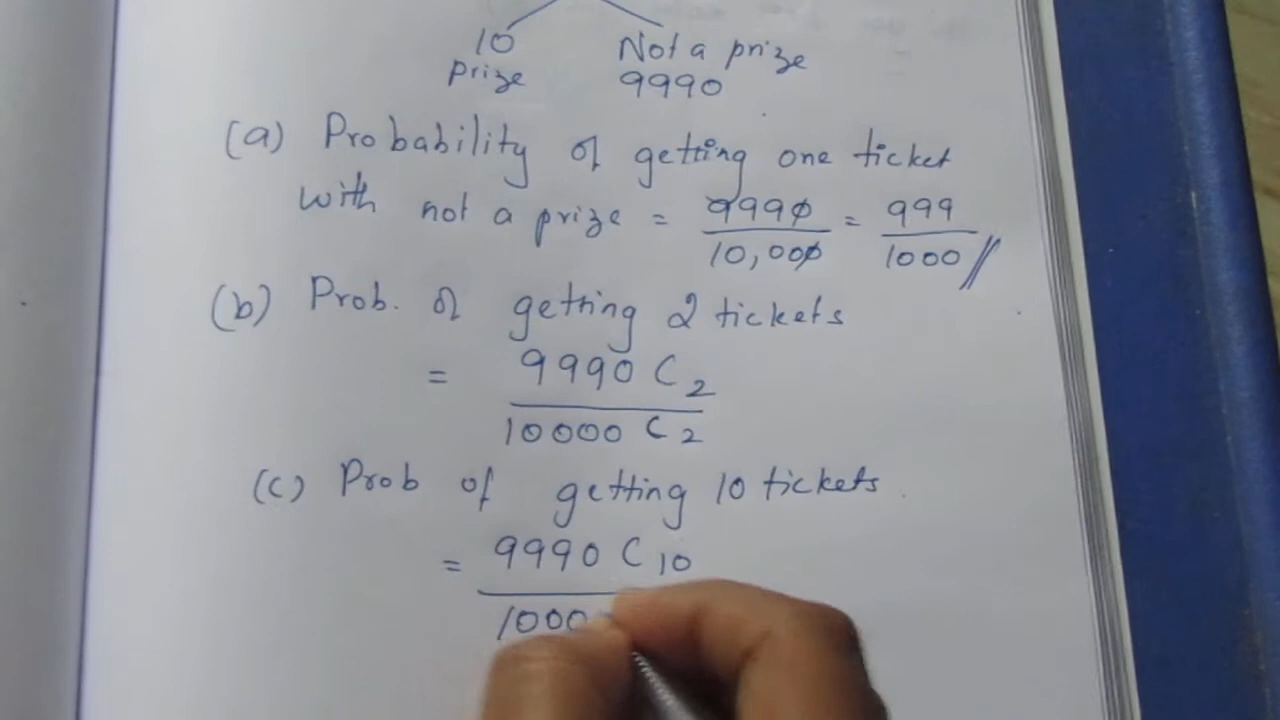 10 Not a prize
Prize 9990
(a) Probability of getting one ticket
with not a prize = 9990 / 10,000 = 999 / 1000 //
(b) Prob. of getting 2 tickets
= 9990 C2
10000 C2
(c) Prob of getting 10 tickets.
= 9990 C10
1000